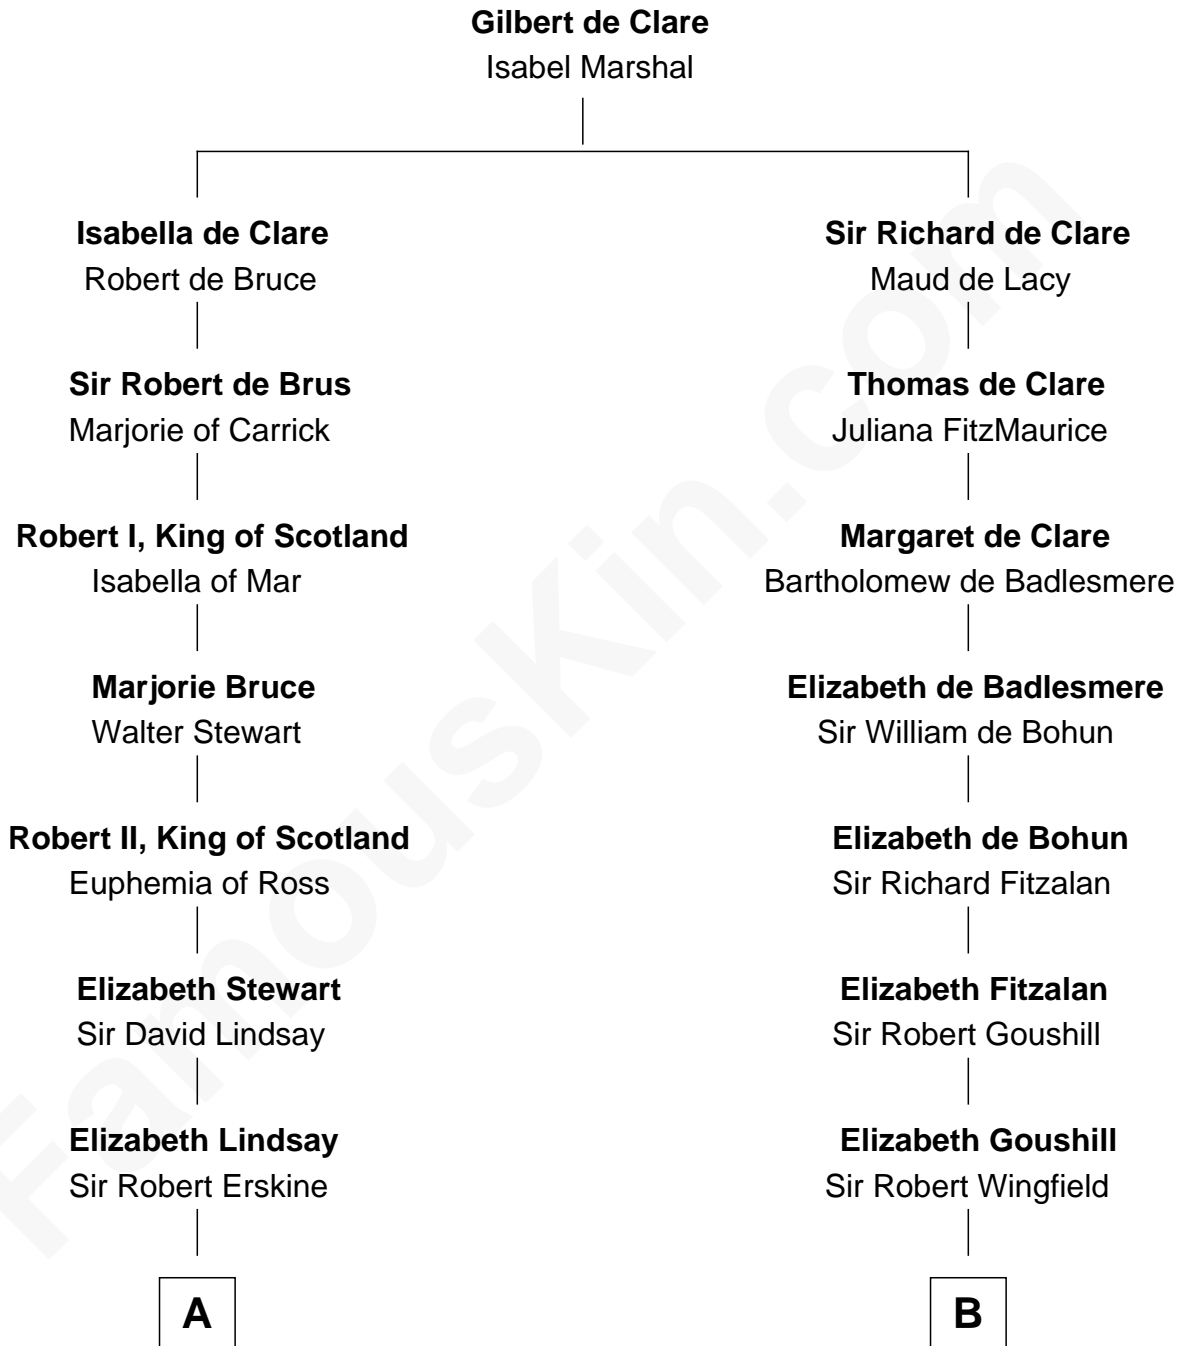 Gilbert de Clare
Isabel Marshal
Isabella de Clare
Robert de Bruce
Sir Richard de Clare
Maud de Lacy
Sir Robert de Brus
Marjorie of Carrick
Thomas de Clare
Juliana FitzMaurice
Robert I, King of Scotland
Isabella of Mar
Margaret de Clare
Bartholomew de Badlesmere
Marjorie Bruce
Walter Stewart
Elizabeth de Badlesmere
Sir William de Bohun
Robert II, King of Scotland
Euphemia of Ross
Elizabeth de Bohun
Sir Richard Fitzalan
Elizabeth Stewart
Sir David Lindsay
Elizabeth Fitzalan
Sir Robert Goushill
Elizabeth Lindsay
Sir Robert Erskine
Elizabeth Goushill
Sir Robert Wingfield
A
B
FamousKin.com